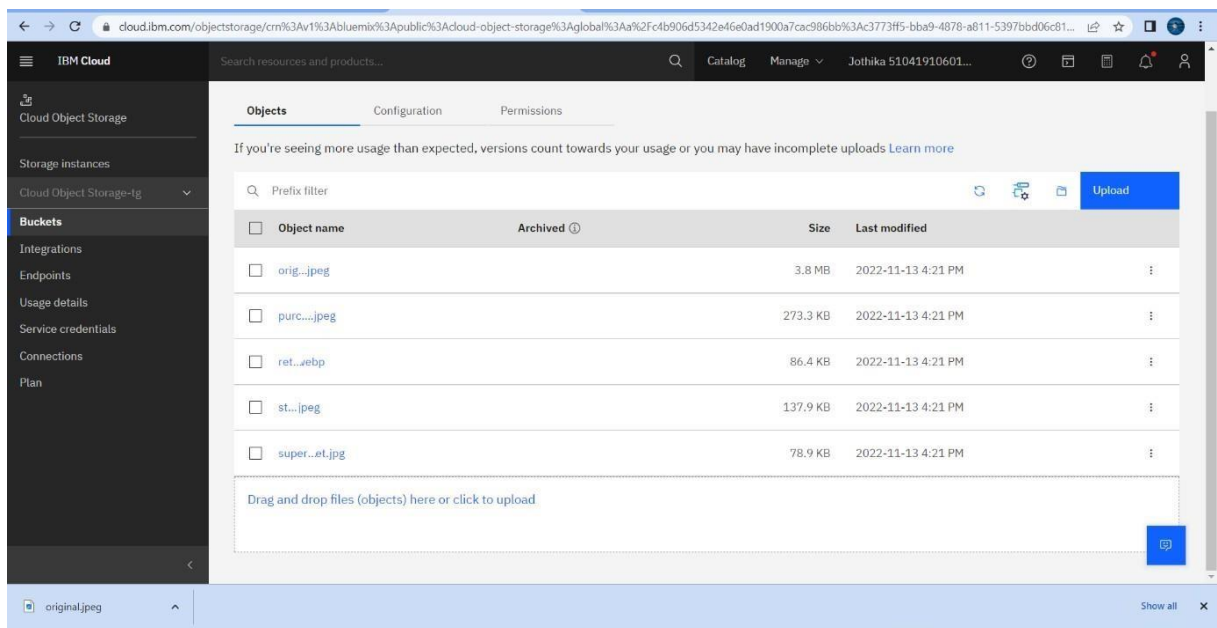 cloud.ibm.com/objectstorage/crn%3Av1%3Abluemix%3Apublic%3Acloud-object-storage%3Aglobal%3Aa%2Fc4b906d5342e46e0ad1900a7cac986bb%3Ac3773ff5-bba9-4878-a811-5397bbd06c81...
IBM Cloud
Search resources and products...
Catalog
Manage
Jothika 51041910601...
Cloud Object Storage
Storage instances
Cloud Object Storage-tg
Buckets
Integrations
Endpoints
Usage details
Service credentials
Connections
Plan
Objects Configuration Permissions
If you're seeing more usage than expected, versions count towards your usage or you may have incomplete uploads Learn more
Prefix filter
Upload
Object name Archived Size Last modified
orig...jpeg 3.8 MB 2022-11-13 4:21 PM
purc....jpeg 273.3 KB 2022-11-13 4:21 PM
ret...webp 86.4 KB 2022-11-13 4:21 PM
st...jpeg 137.9 KB 2022-11-13 4:21 PM
super...et.jpg 78.9 KB 2022-11-13 4:21 PM
Drag and drop files (objects) here or click to upload
original.jpeg
Show all